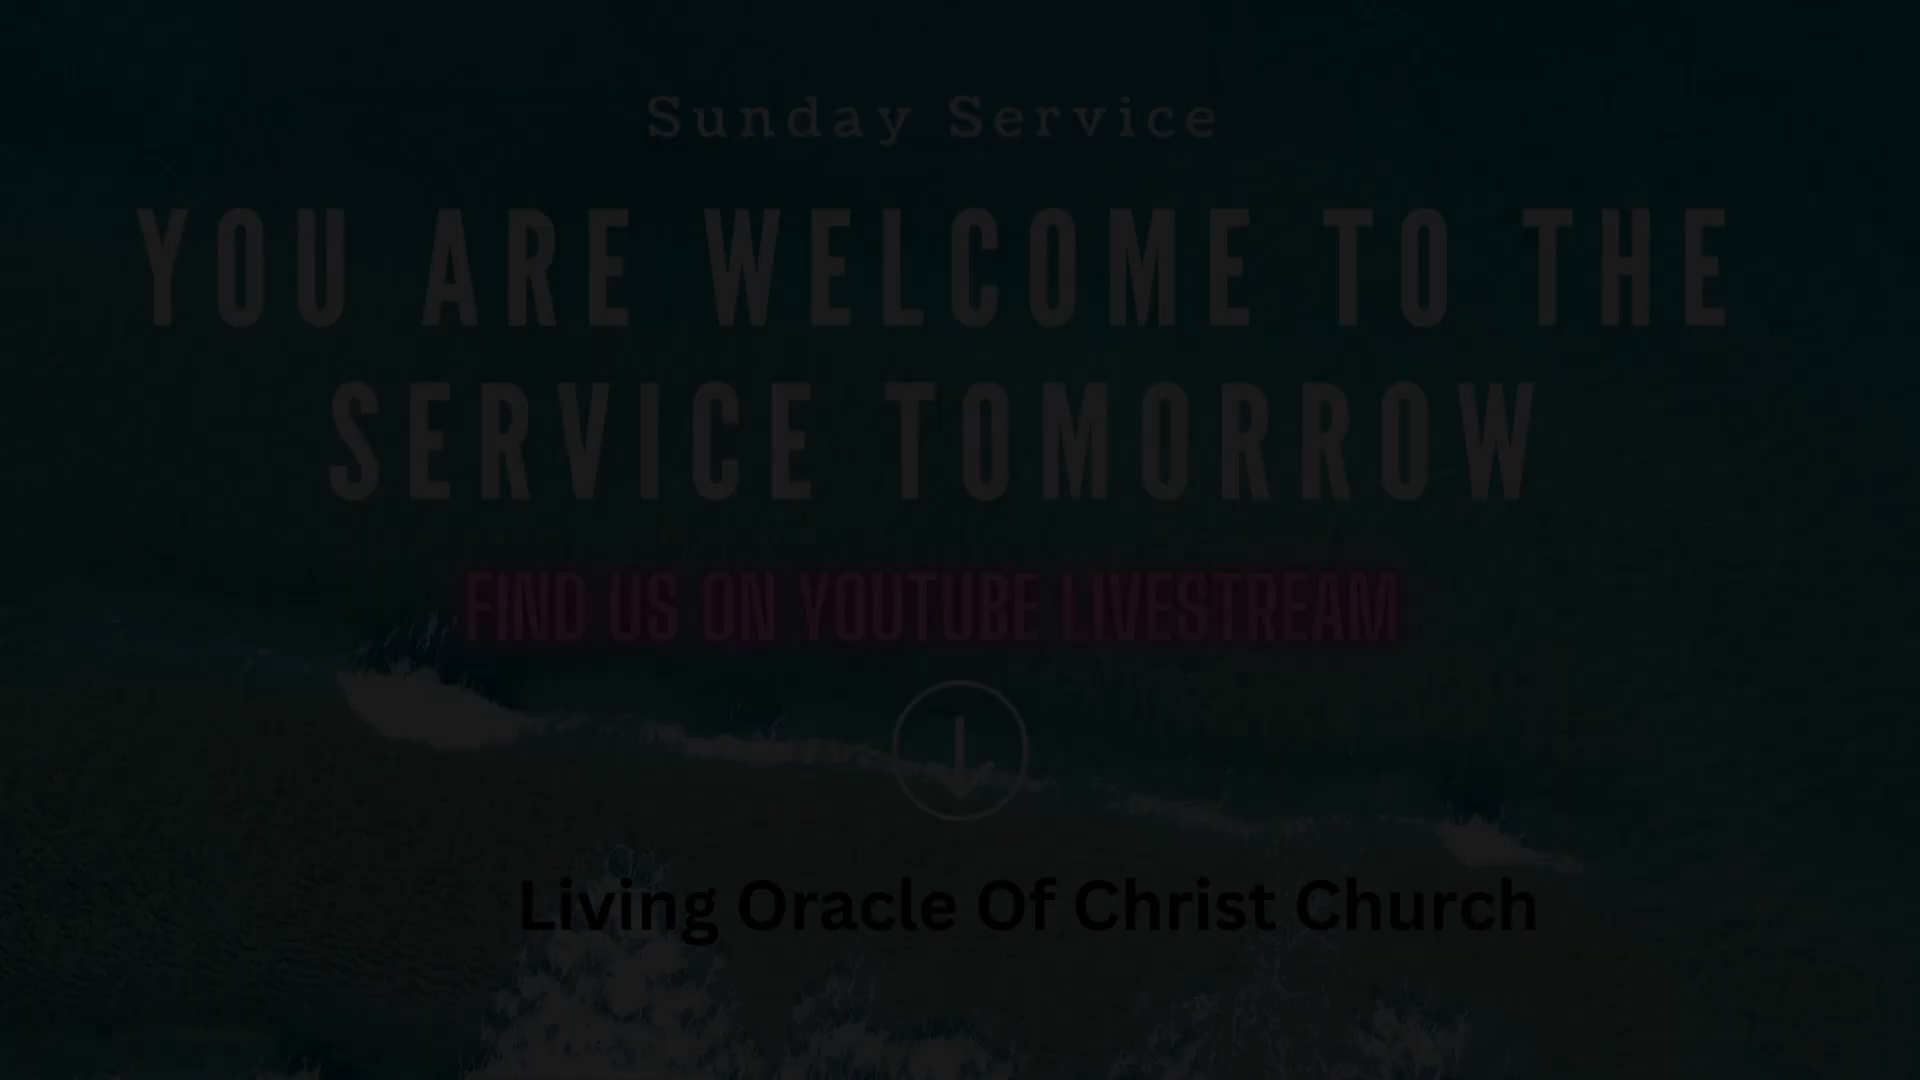 Sunday Service
YOU ARE WELCOME TO THE
SERVICE TOMORROW
FIND US ON YOUTUBE LIVESTREAM
Living Oracle Of Christ Church